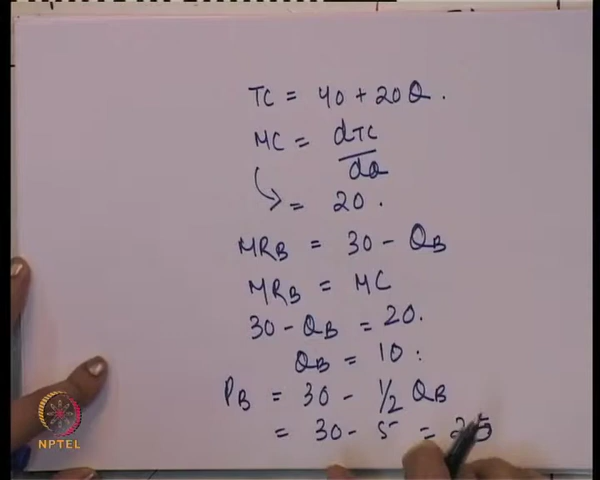 TC = 40 + 20Q.
MC = dTC/dQ
= 20.
MRB = 30 - QB
MRB = MC
30 - QB = 20.
QB = 10 :
PB = 30 - 1/2 QB
= 30 - 5 = 25
NPTEL